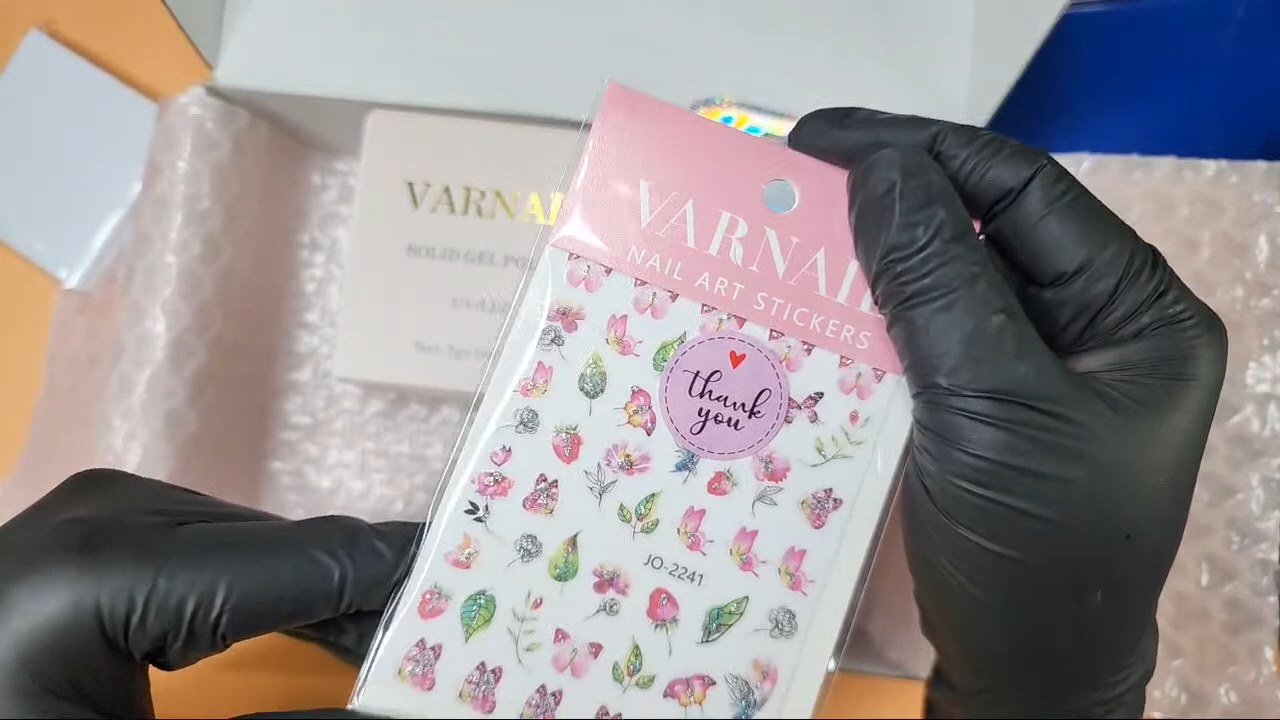 VARNAI
SOLID GEL PO
VARNAIL
NAIL ART STICKERS
thank
you
JO-2241